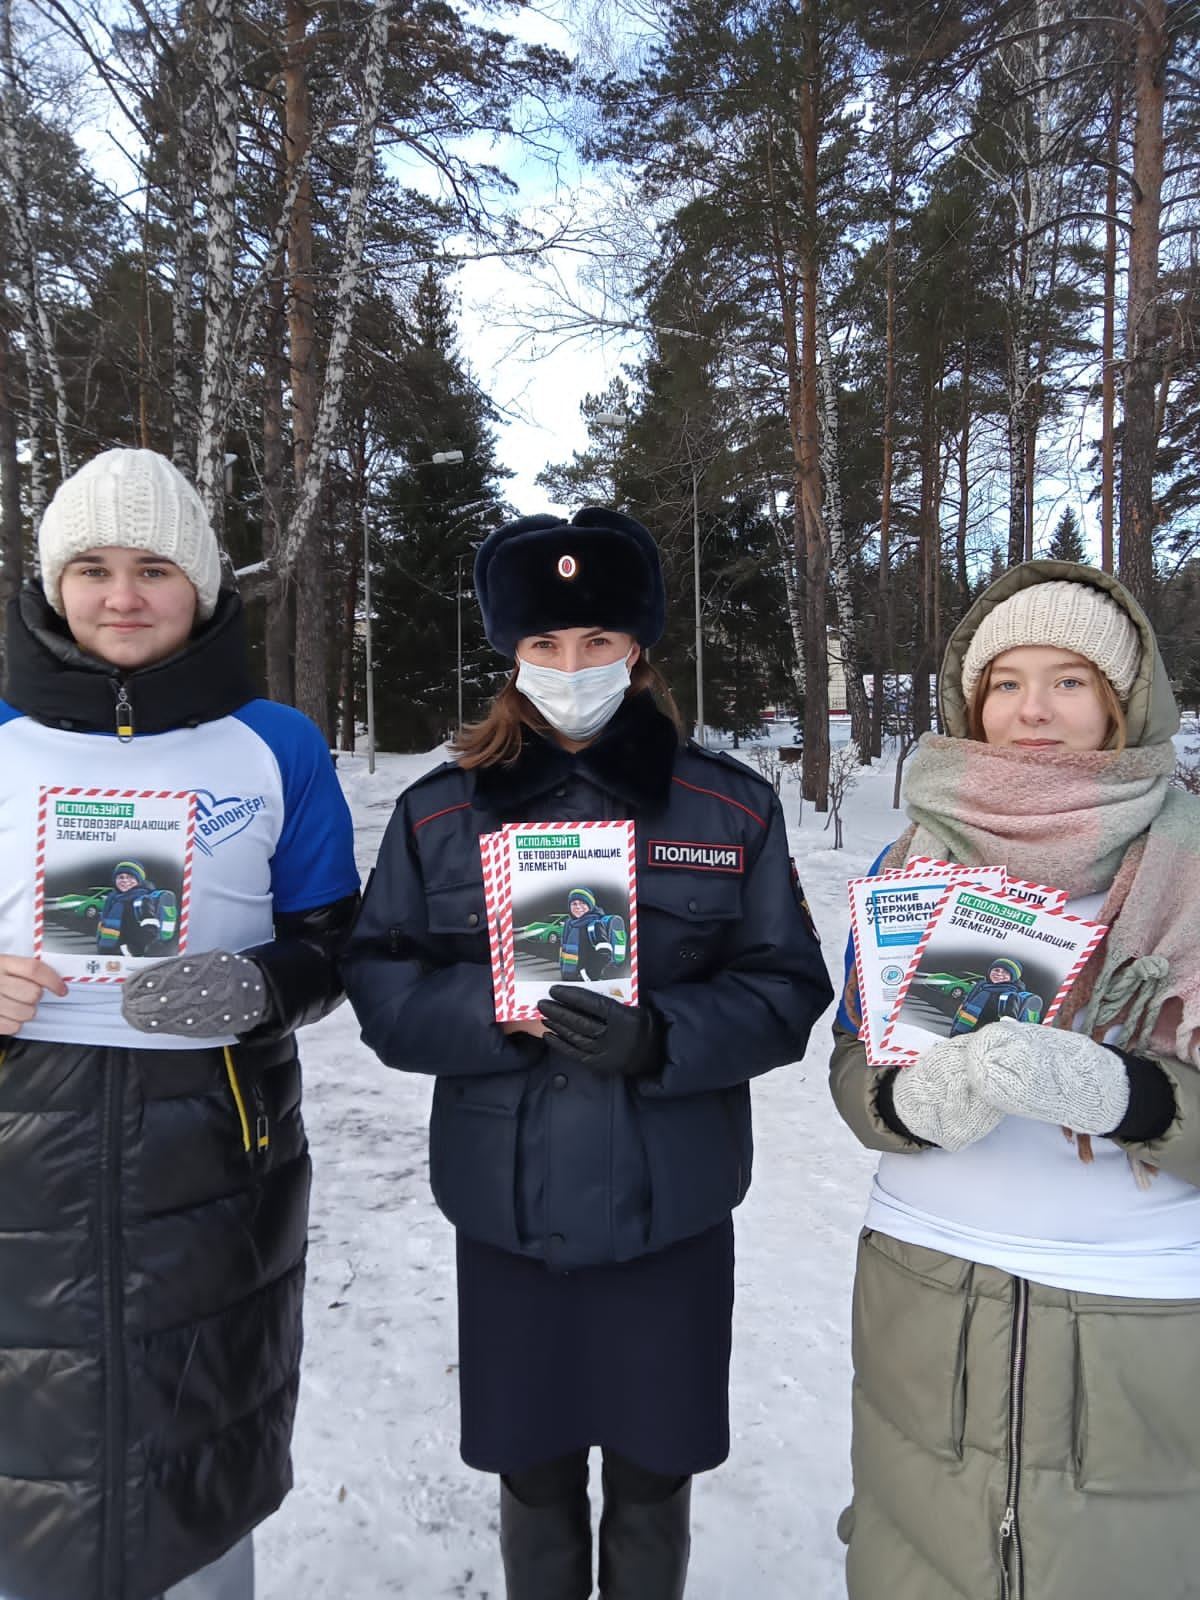 ИСПОЛЬЗУЙТЕ
СВЕТОВОЗВРАЩАЮЩИЕ
ЭЛЕМЕНТЫ
ВОЛОНТЁР!
ИСПОЛЬЗУЙТЕ
СВЕТОВОЗВРАЩАЮЩИЕ
ЭЛЕМЕНТЫ
ПОЛИЦИЯ
ДЕТСКИЕ
УДЕРЖИВАЮ
УСТРОЙСТВ
ИСПОЛЬЗУЙТЕ
СВЕТОВОЗВРАЩАЮЩИЕ
ЭЛЕМЕНТЫ